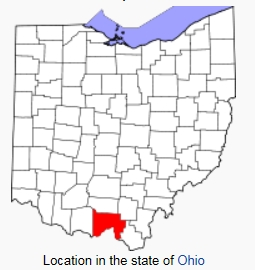 Location in the state of Ohio